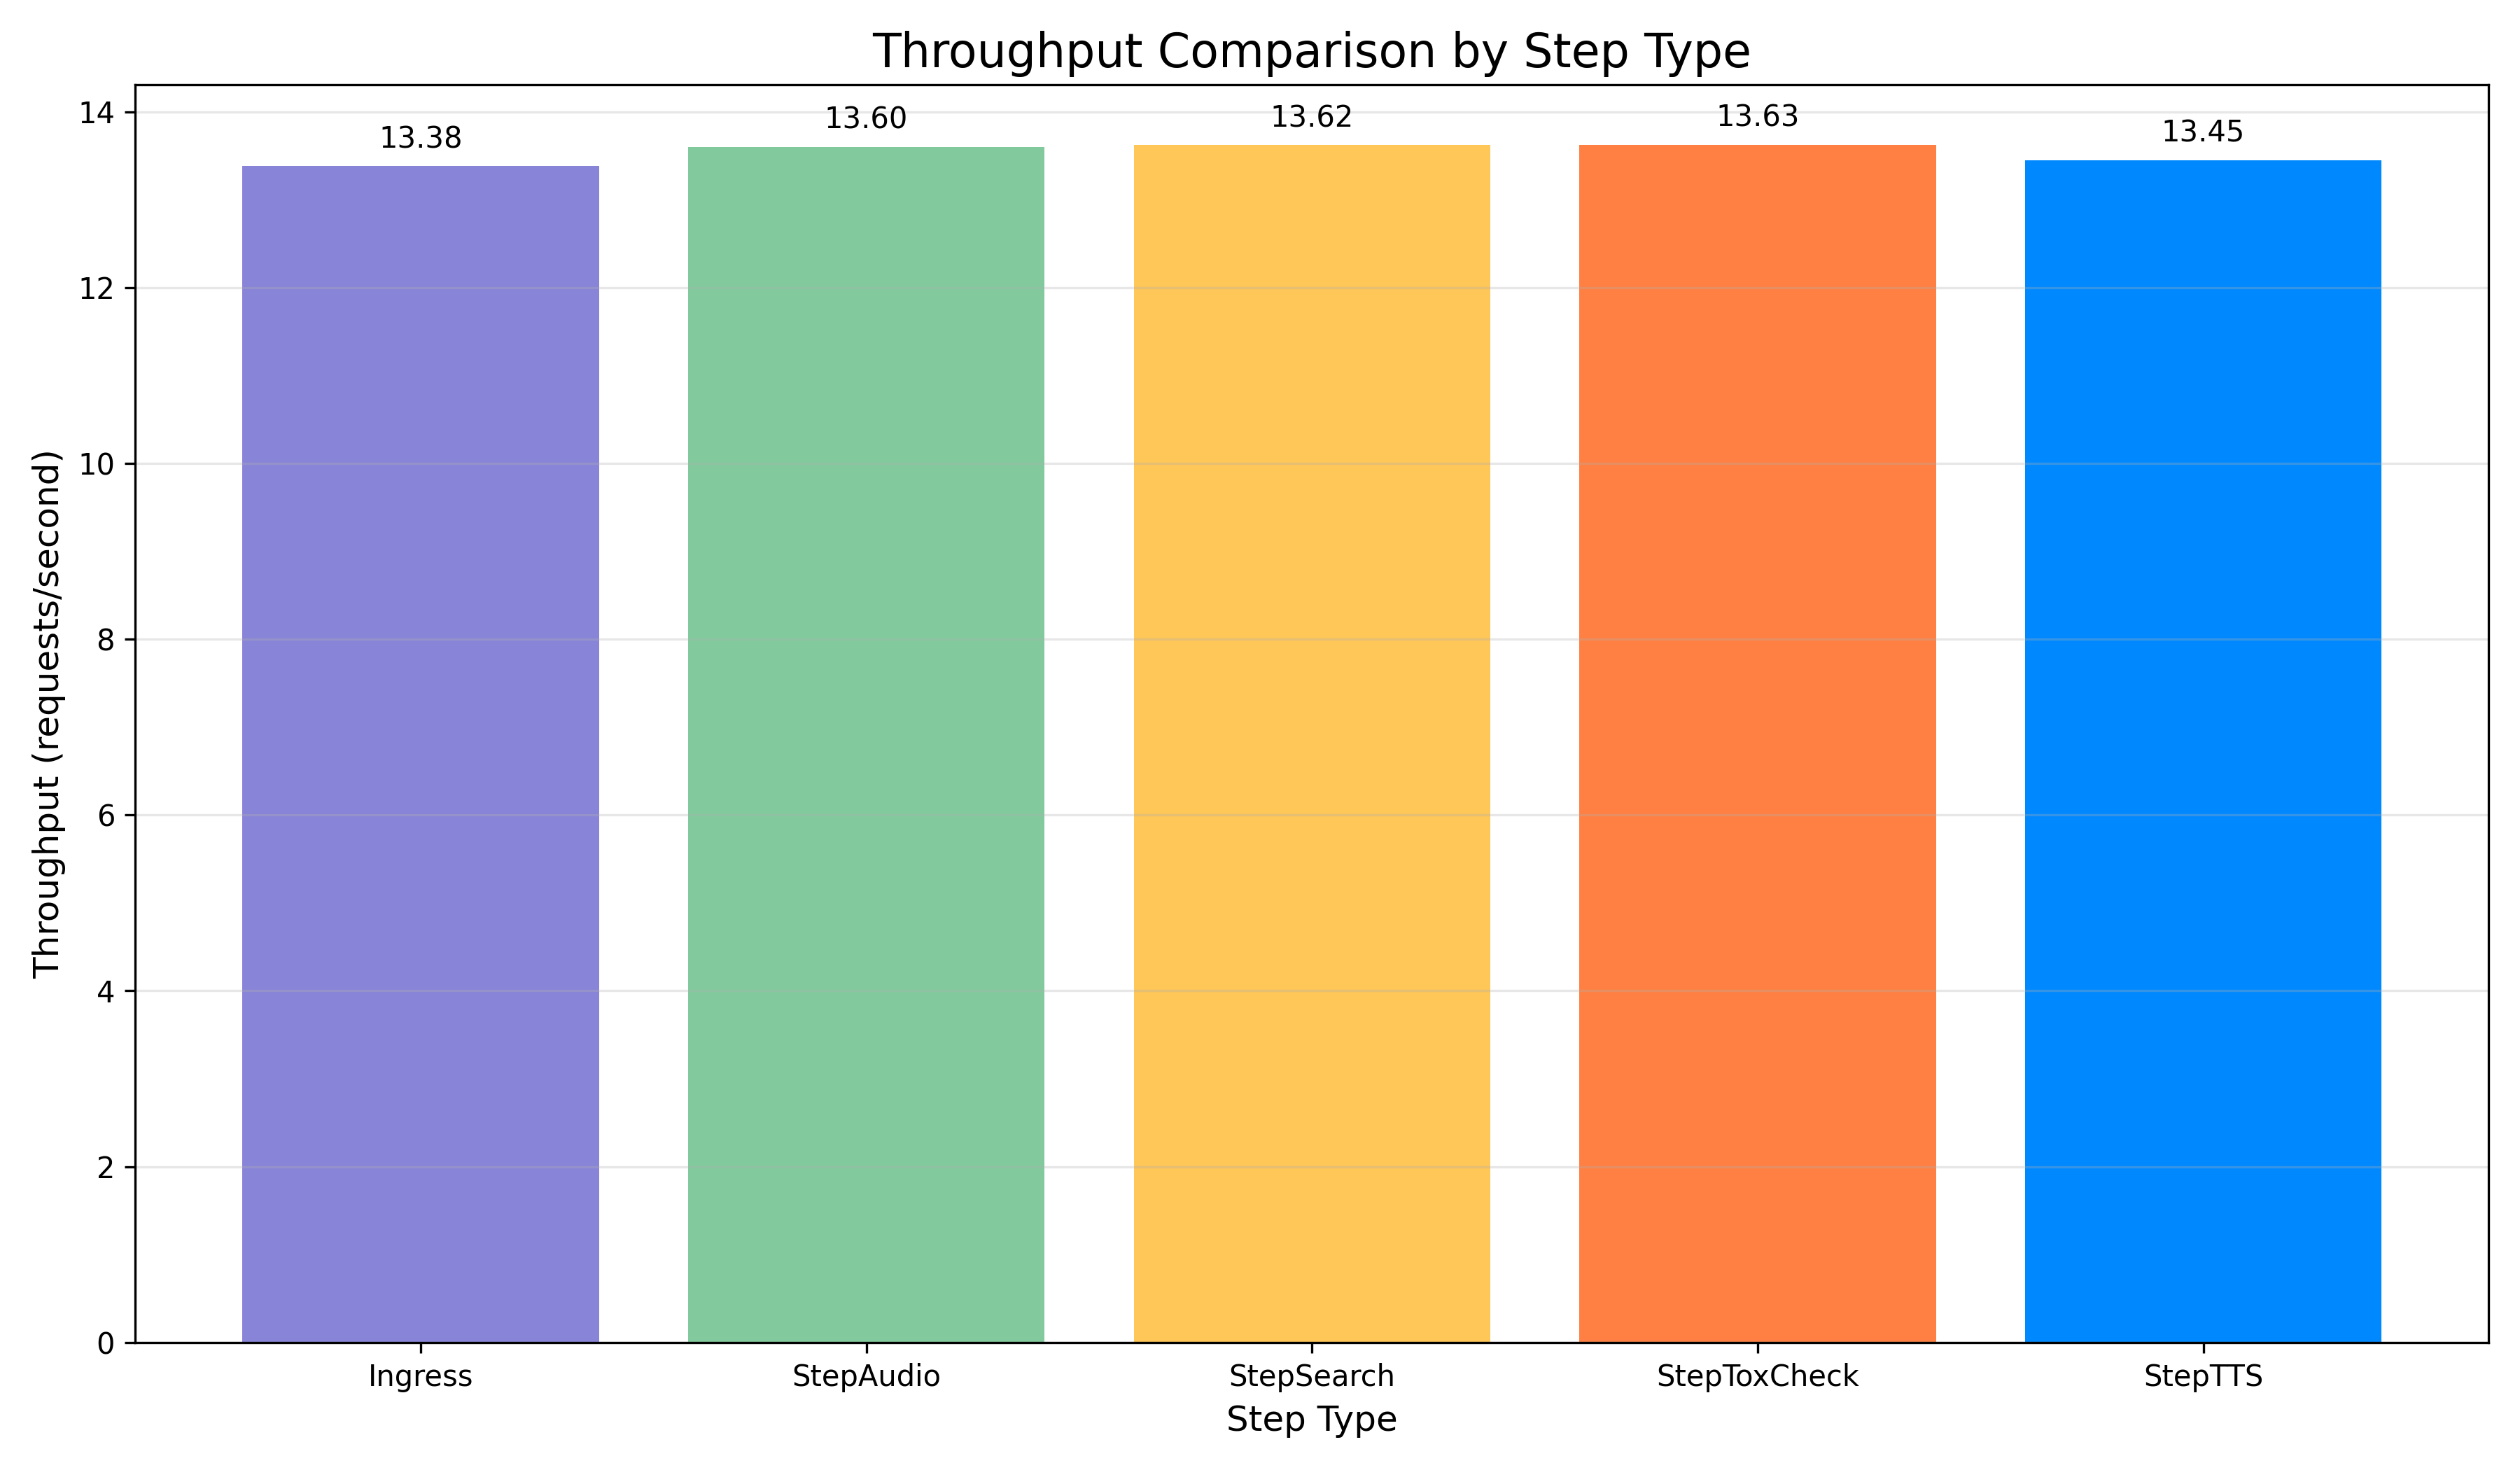 Throughput Comparison by Step Type
Throughput (requests/second)
14
12
10
8
6
4
2
0
13.38
13.60
13.62
13.63
13.45
Ingress
StepAudio
StepSearch
StepToxCheck
StepTTS
Step Type